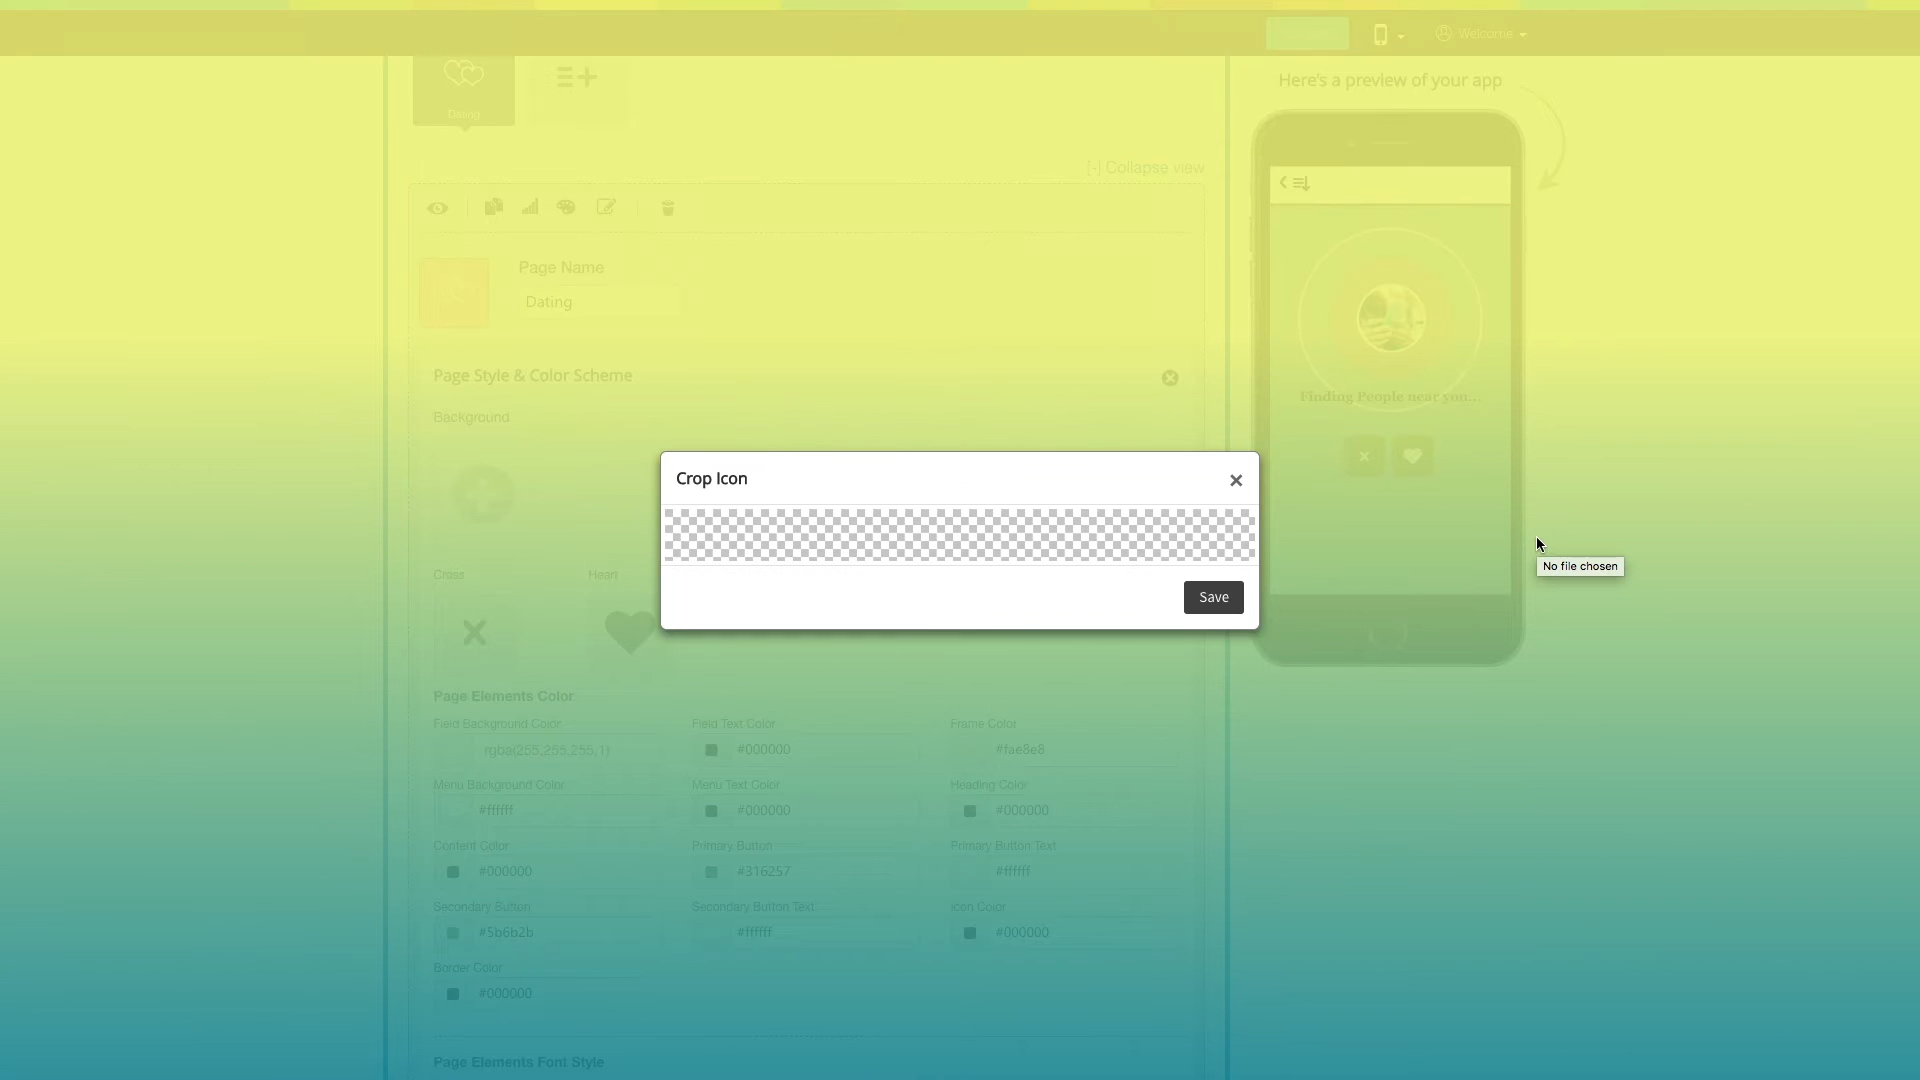 Welcome
Here's a preview of your app
Dating
[-] Collapse view
Page Name
Dating
Page Style & Color Scheme
Background
Finding People near you...
Crop Icon
No file chosen
Save
Cross Heart
Page Elements Color
Field Background Color Field Text Color Frame Color
rgba(255,255,255,1) #000000 #fae8e8
Menu Background Color Menu Text Color Heading Color
#ffffff #000000 #000000
Content Color Primary Button Primary Button Text
#000000 #316257 #ffffff
Secondary Button Secondary Button Text Icon Color
#5b6b2b #ffffff #000000
Border Color
#000000
Page Elements Font Style